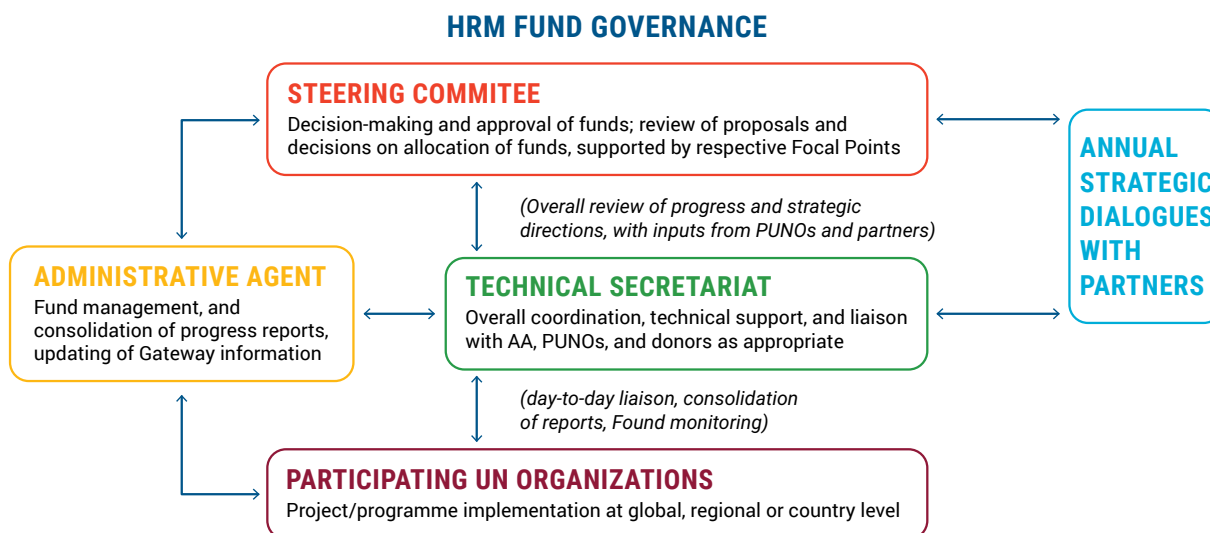 HRM FUND GOVERNANCE
STEERING COMMITEE
Decision-making and approval of funds; review of proposals and
decisions on allocation of funds, supported by respective Focal Points
(Overall review of progress and strategic
directions, with inputs from PUNOs and partners)
ADMINISTRATIVE AGENT
Fund management, and
consolidation of progress reports,
updating of Gateway information
TECHNICAL SECRETARIAT
Overall coordination, technical support, and liaison
with AA, PUNOs, and donors as appropriate
ANNUAL
STRATEGIC
DIALOGUES
WITH
PARTNERS
(day-to-day liaison, consolidation
of reports, Found monitoring)
PARTICIPATING UN ORGANIZATIONS
Project/programme implementation at global, regional or country level